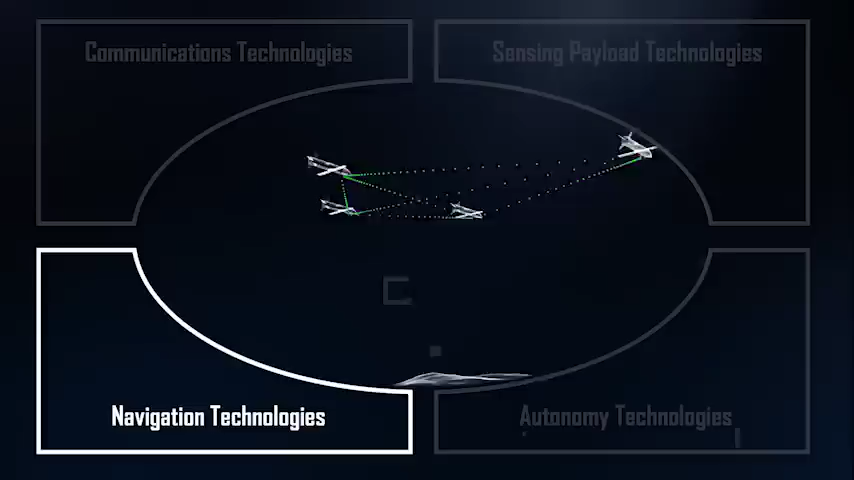 Communications Technologies
Sensing Payload Technologies
Navigation Technologies
Autonomy Technologies